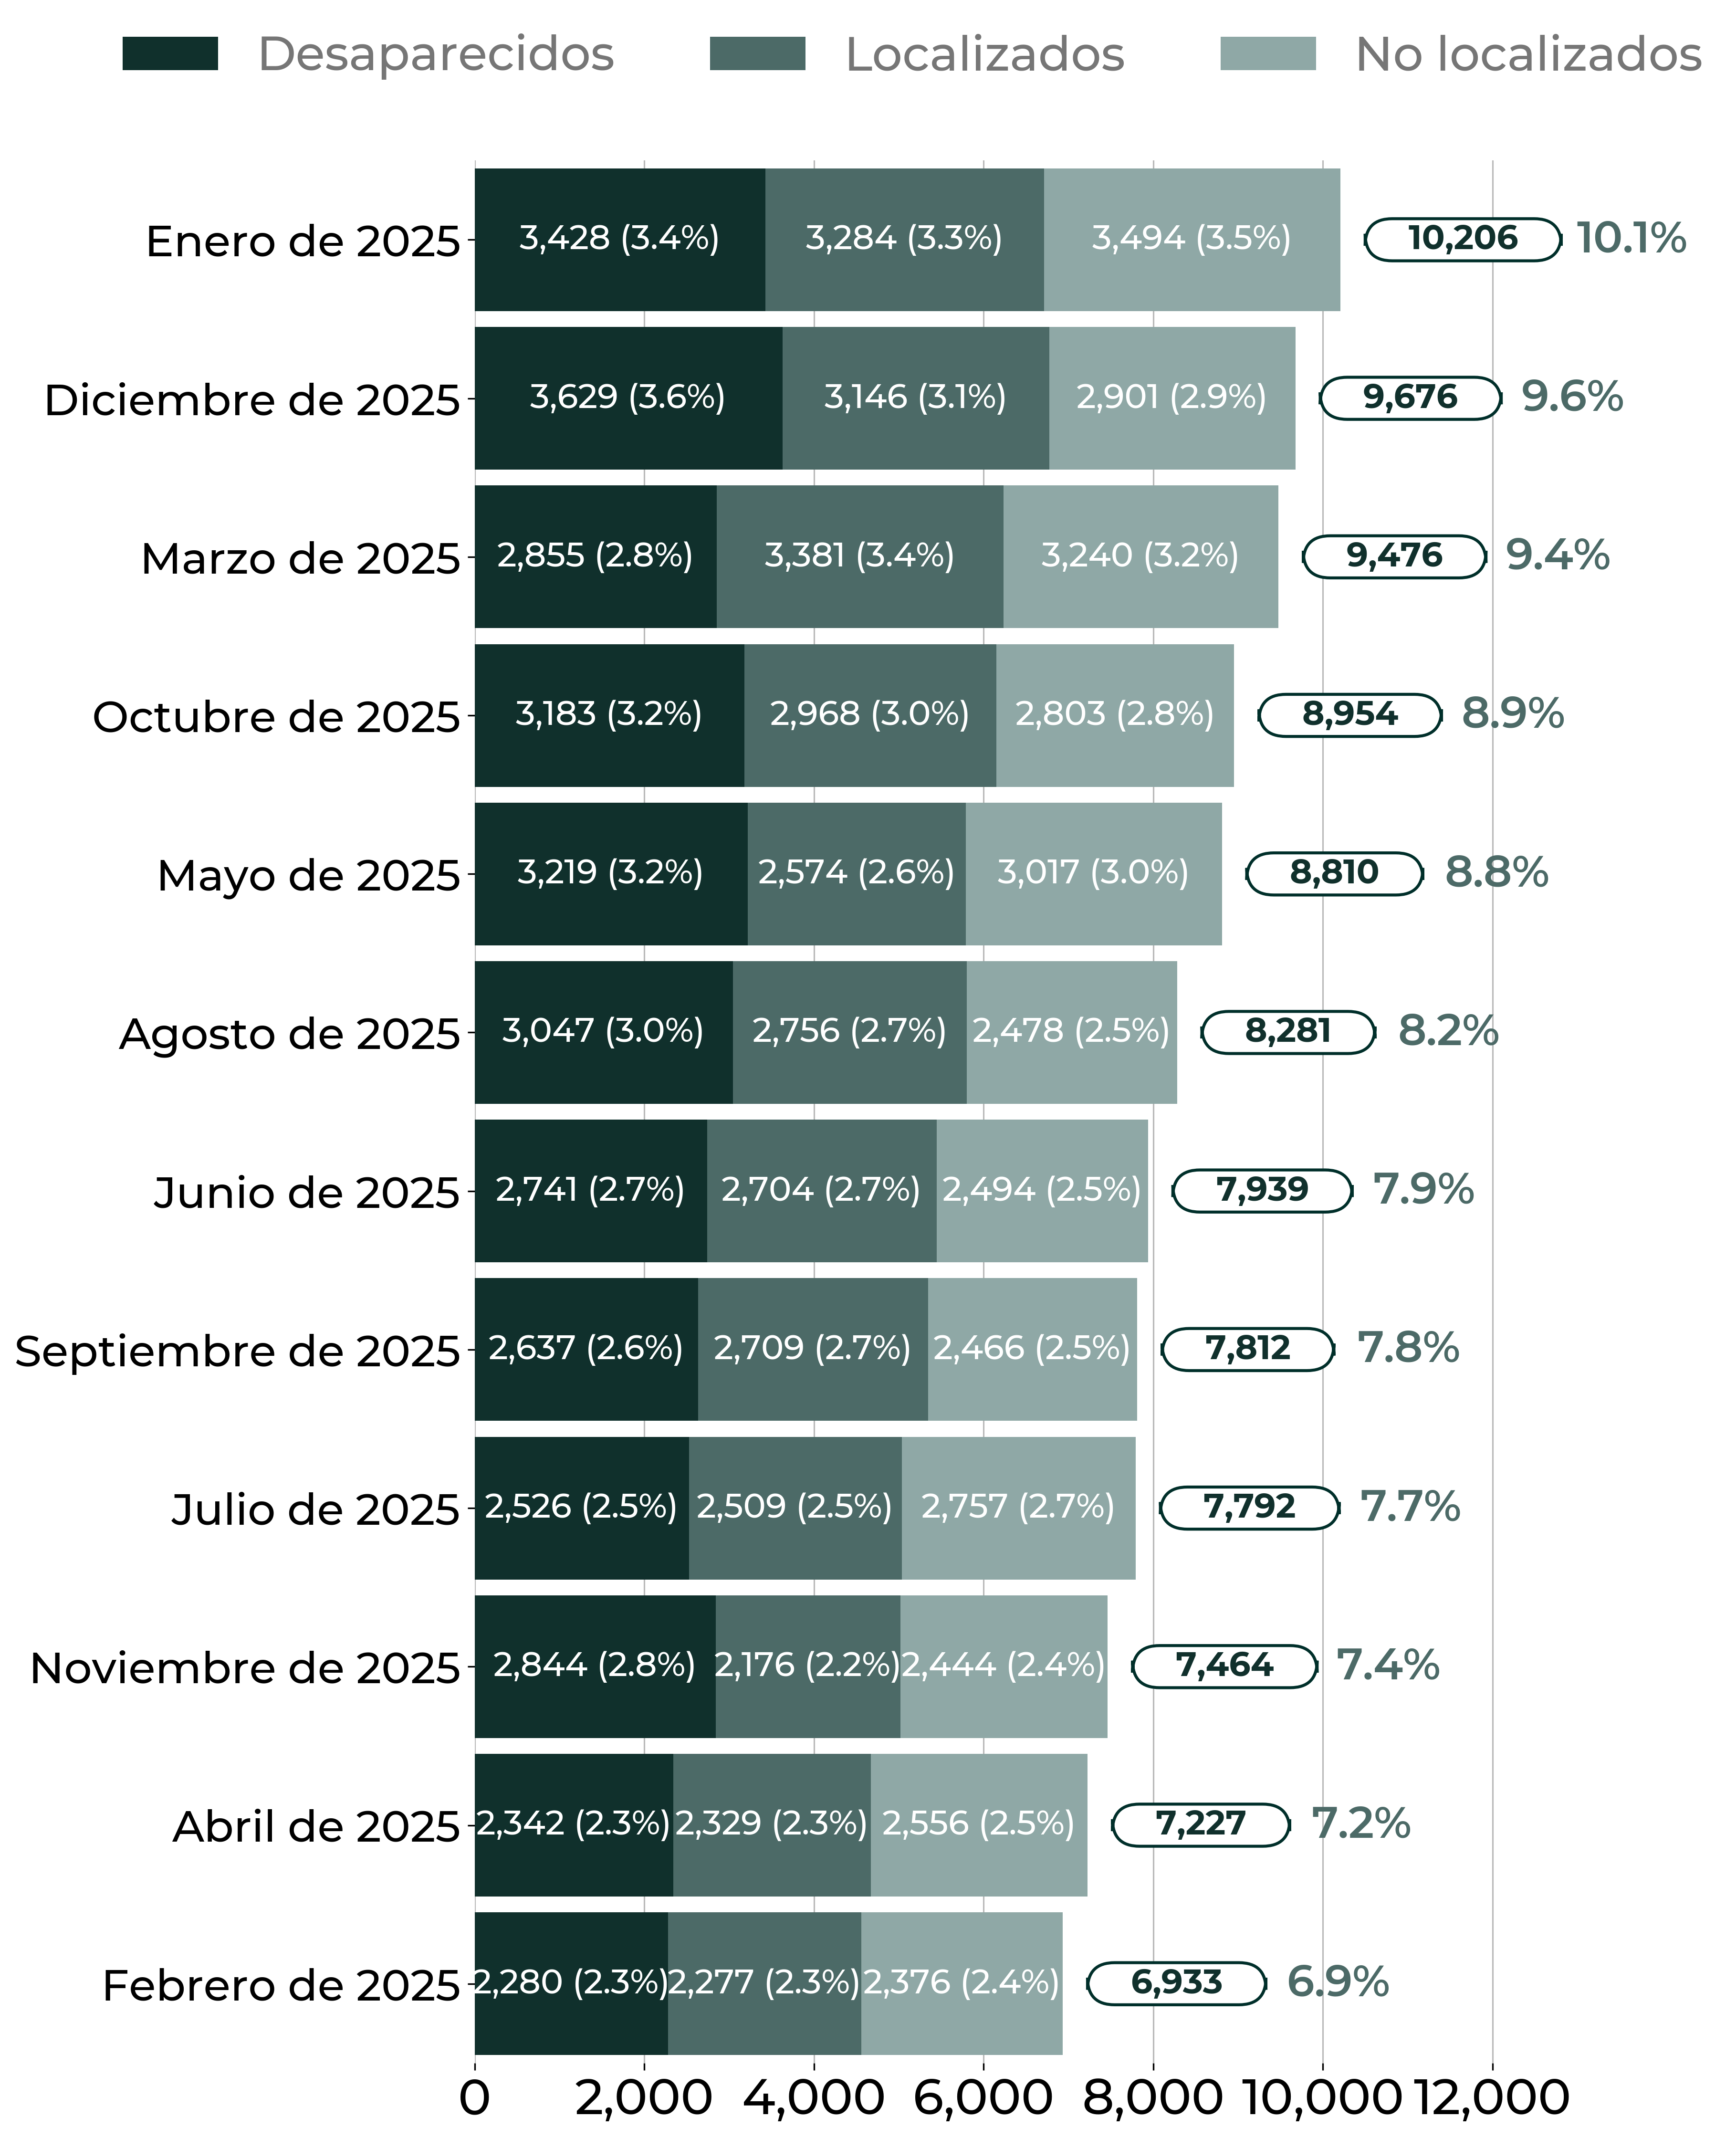 Desaparecidos Localizados No localizados
Enero de 2025 3,428 (3.4%) 3,284 (3.3%) 3,494 (3.5%) 10,206 10.1%
Diciembre de 2025 3,629 (3.6%) 3,146 (3.1%) 2,901 (2.9%) 9,676 9.6%
Marzo de 2025 2,855 (2.8%) 3,381 (3.4%) 3,240 (3.2%) 9,476 9.4%
Octubre de 2025 3,183 (3.2%) 2,968 (3.0%) 2,803 (2.8%) 8,954 8.9%
Mayo de 2025 3,219 (3.2%) 2,574 (2.6%) 3,017 (3.0%) 8,810 8.8%
Agosto de 2025 3,047 (3.0%) 2,756 (2.7%) 2,478 (2.5%) 8,281 8.2%
Junio de 2025 2,741 (2.7%) 2,704 (2.7%) 2,494 (2.5%) 7,939 7.9%
Septiembre de 2025 2,637 (2.6%) 2,709 (2.7%) 2,466 (2.5%) 7,812 7.8%
Julio de 2025 2,526 (2.5%) 2,509 (2.5%) 2,757 (2.7%) 7,792 7.7%
Noviembre de 2025 2,844 (2.8%) 2,176 (2.2%) 2,444 (2.4%) 7,464 7.4%
Abril de 2025 2,342 (2.3%) 2,329 (2.3%) 2,556 (2.5%) 7,227 7.2%
Febrero de 2025 2,280 (2.3%) 2,277 (2.3%) 2,376 (2.4%) 6,933 6.9%
0 2,000 4,000 6,000 8,000 10,000 12,000